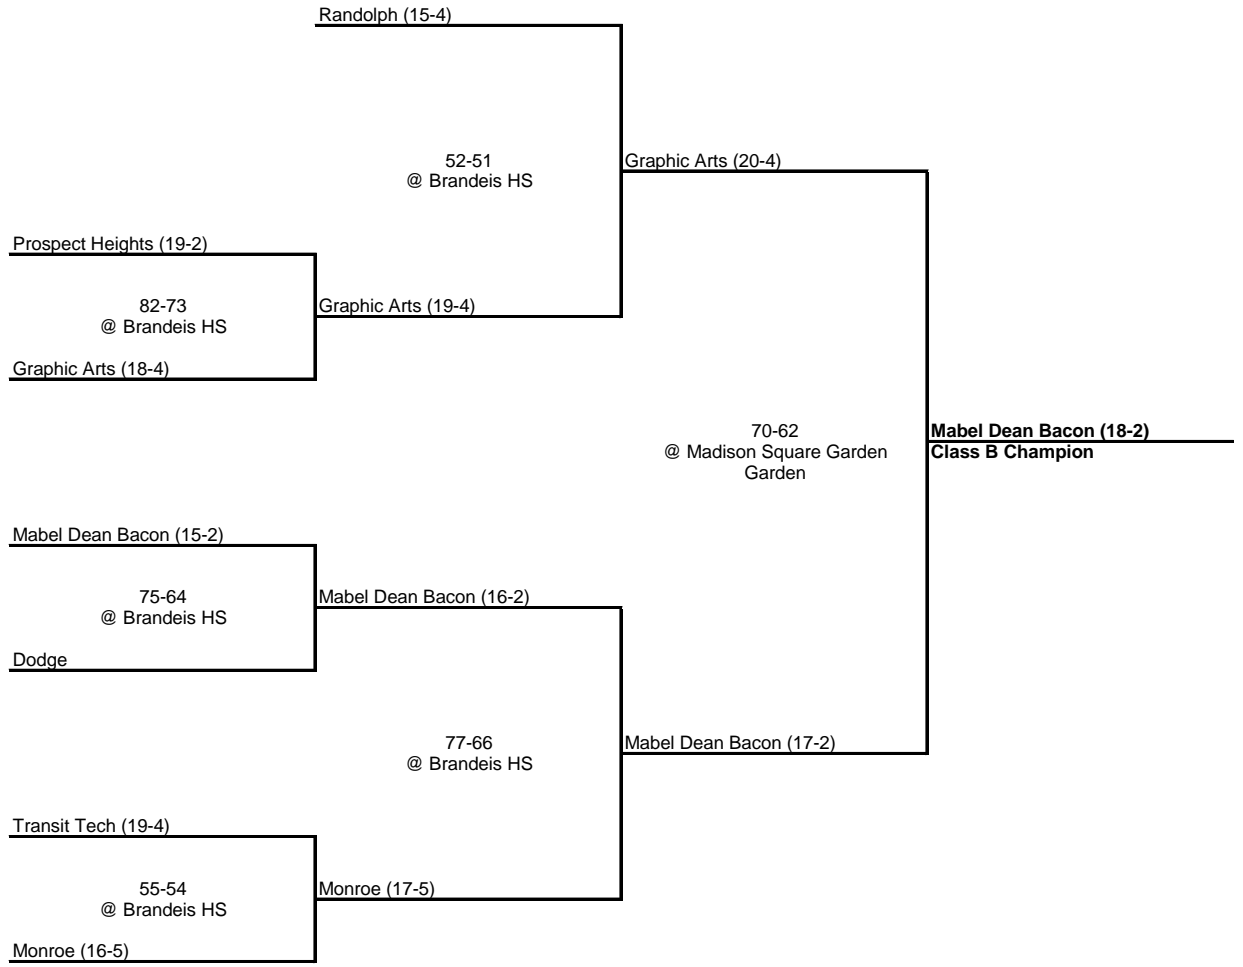 Randolph (15-4)
52-51
@ Brandeis HS
Graphic Arts (20-4)
Prospect Heights (19-2)
82-73
@ Brandeis HS
Graphic Arts (19-4)
Graphic Arts (18-4)
70-62
@ Madison Square Garden
Garden
Mabel Dean Bacon (18-2)
Class B Champion
Mabel Dean Bacon (15-2)
75-64
@ Brandeis HS
Mabel Dean Bacon (16-2)
Dodge
77-66
@ Brandeis HS
Mabel Dean Bacon (17-2)
Transit Tech (19-4)
55-54
@ Brandeis HS
Monroe (17-5)
Monroe (16-5)